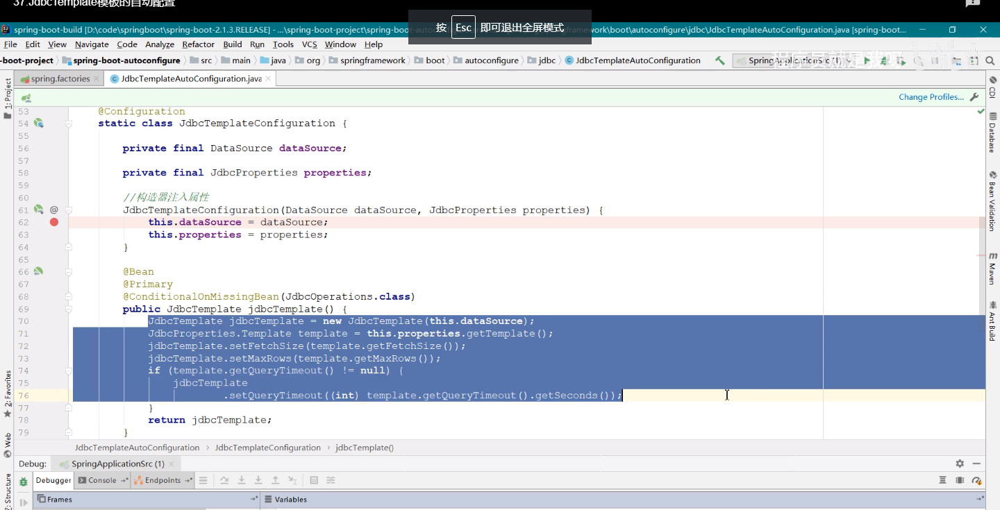 37.JdbcTemplate模板的自动配置
按 Esc 即可退出全屏模式
spring-boot-build [D:\code\springboot\spring-boot-2.1.3.RELEASE] - ...\spring-boot-project\spring-boot-autoconfigure\jdbc\JdbcTemplateAutoConfiguration.java [spring-boot...
File Edit View Navigate Code Analyze Refactor Build Run Tools VCS Window Help
-boot-project spring-boot-autoconfigure src main java org springframework boot autoconfigure jdbc JdbcTemplateAutoConfiguration SpringApplicationSrc (1)
程序员就是我呀
1: Project
spring.factories JdbcTemplateAutoConfiguration.java
Change Profiles...
53 @Configuration
54 static class JdbcTemplateConfiguration {
55
56 private final DataSource dataSource;
57
58 private final JdbcProperties properties;
59
60 //构造器注入属性
61 @ JdbcTemplateConfiguration(DataSource dataSource, JdbcProperties properties) {
62 this.dataSource = dataSource;
63 this.properties = properties;
64 }
65
66 @Bean
67 @Primary
68 @ConditionalOnMissingBean(JdbcOperations.class)
69 public JdbcTemplate jdbcTemplate() {
70 JdbcTemplate jdbcTemplate = new JdbcTemplate(this.dataSource);
71 JdbcProperties.Template template = this.properties.getTemplate();
72 jdbcTemplate.setFetchSize(template.getFetchSize());
73 jdbcTemplate.setMaxRows(template.getMaxRows());
74 if (template.getQueryTimeout() != null) {
75 jdbcTemplate
76 .setQueryTimeout((int) template.getQueryTimeout().getSeconds());
77 }
78 return jdbcTemplate;
79 }
CDI
Database
Bean Validation
m Maven
Ant Build
2: Favorites
Web
Z: Structure
JdbcTemplateAutoConfiguration › JdbcTemplateConfiguration › jdbcTemplate()
Debug: SpringApplicationSrc (1)
Debugger Console Endpoints
Frames Variables